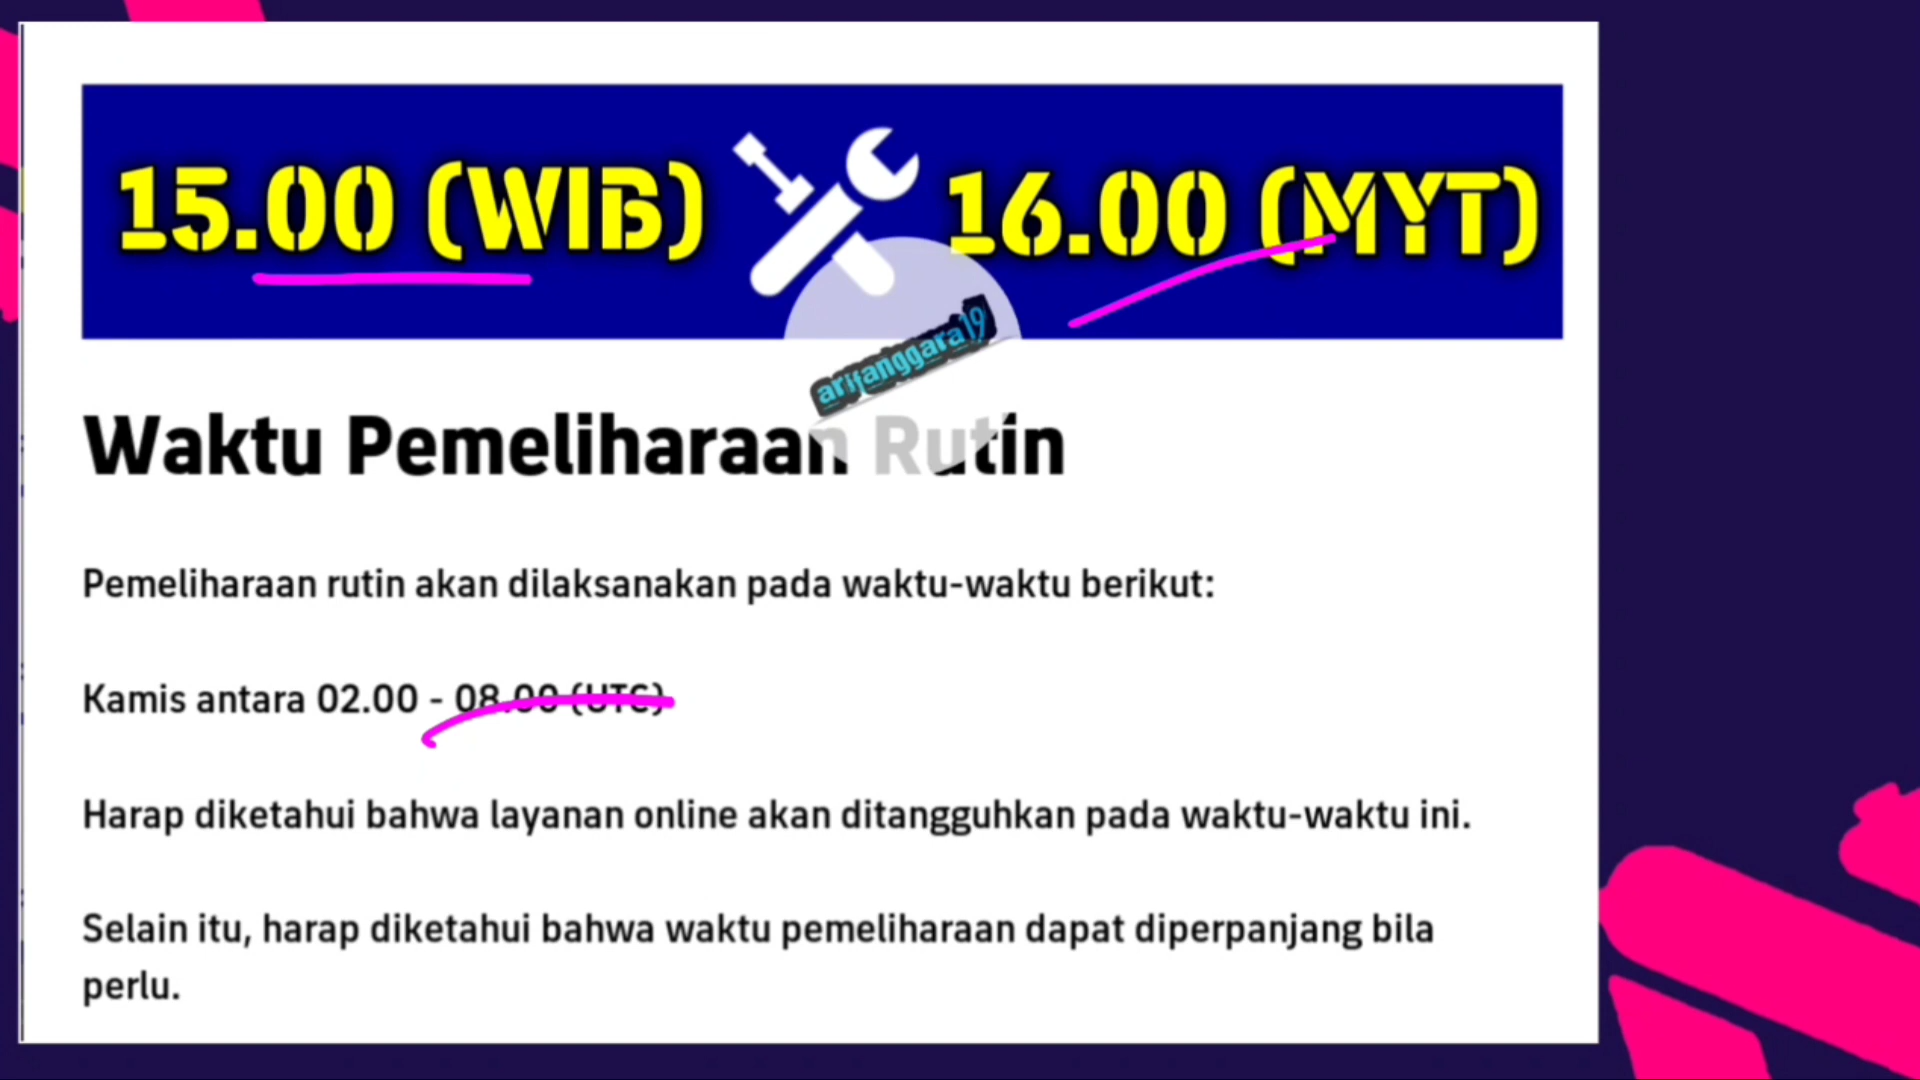 15.00 (WIB)
16.00 (MYT)
arifanggara19
Waktu Pemeliharaan Rutin
Pemeliharaan rutin akan dilaksanakan pada waktu-waktu berikut:
Kamis antara 02.00 - 08.00 (UTC)
Harap diketahui bahwa layanan online akan ditangguhkan pada waktu-waktu ini.
Selain itu, harap diketahui bahwa waktu pemeliharaan dapat diperpanjang bila
perlu.